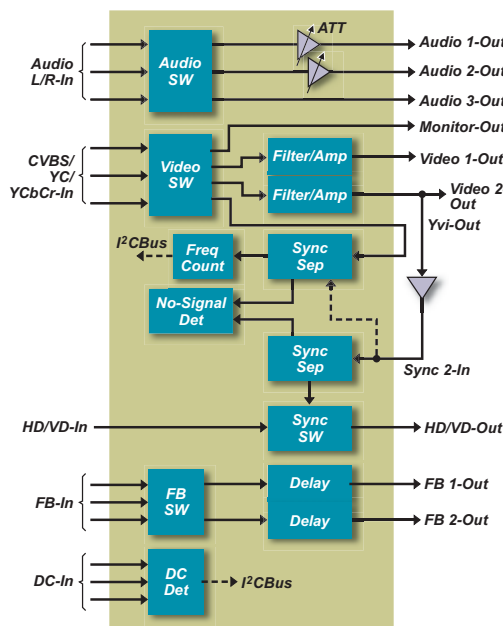 ATT
Audio
L/R-In
Audio
SW
Audio 1-Out
Audio 2-Out
Audio 3-Out
Monitor-Out
CVBS/
YC/
YCbCr-In
Video
SW
Filter/Amp
Video 1-Out
Filter/Amp
Video 2
Out
Yvi-Out
I²CBus
Freq
Count
Sync
Sep
No-Signal
Det
Sync
Sep
Sync 2-In
HD/VD-In
Sync
SW
HD/VD-Out
FB-In
FB
SW
Delay
FB 1-Out
Delay
FB 2-Out
DC-In
DC
Det
I²CBus